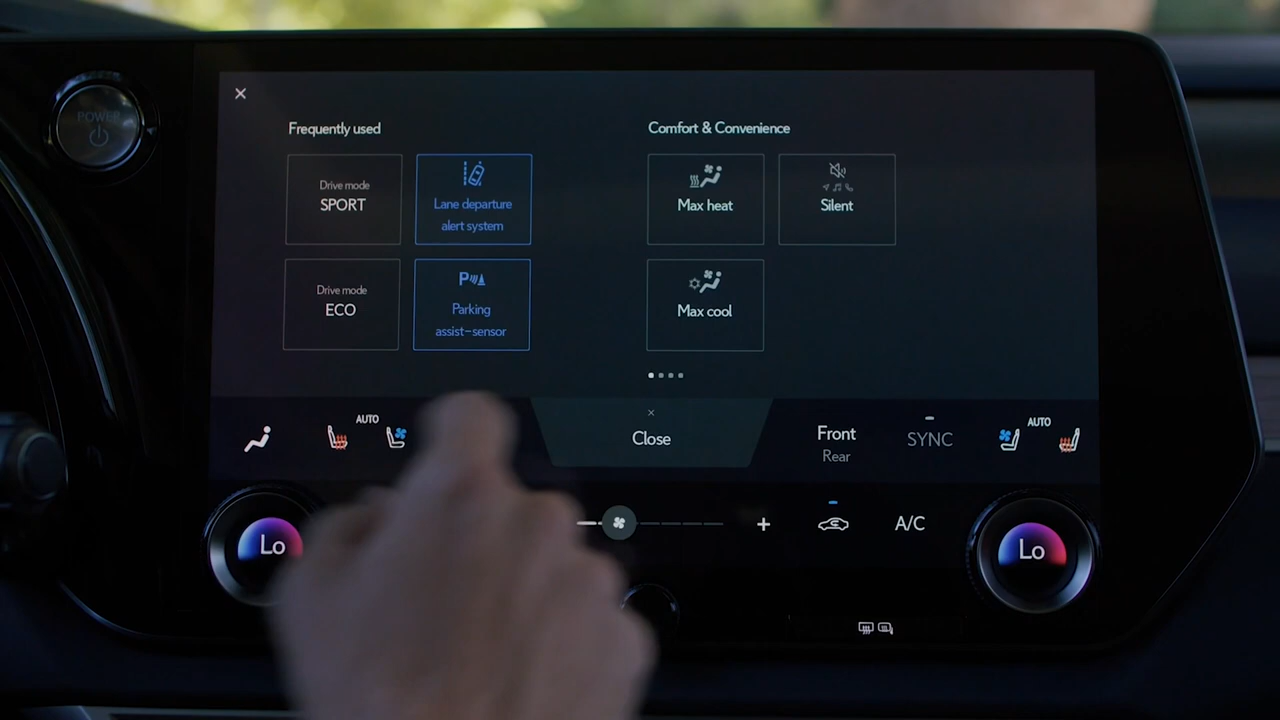 POWER
Frequently used
Comfort & Convenience
Drive mode
SPORT
Lane departure
alert system
Max heat
Silent
Drive mode
ECO
P
Parking
assist-sensor
Max cool
AUTO
Close
Front
Rear
SYNC
AUTO
Lo
A/C
Lo